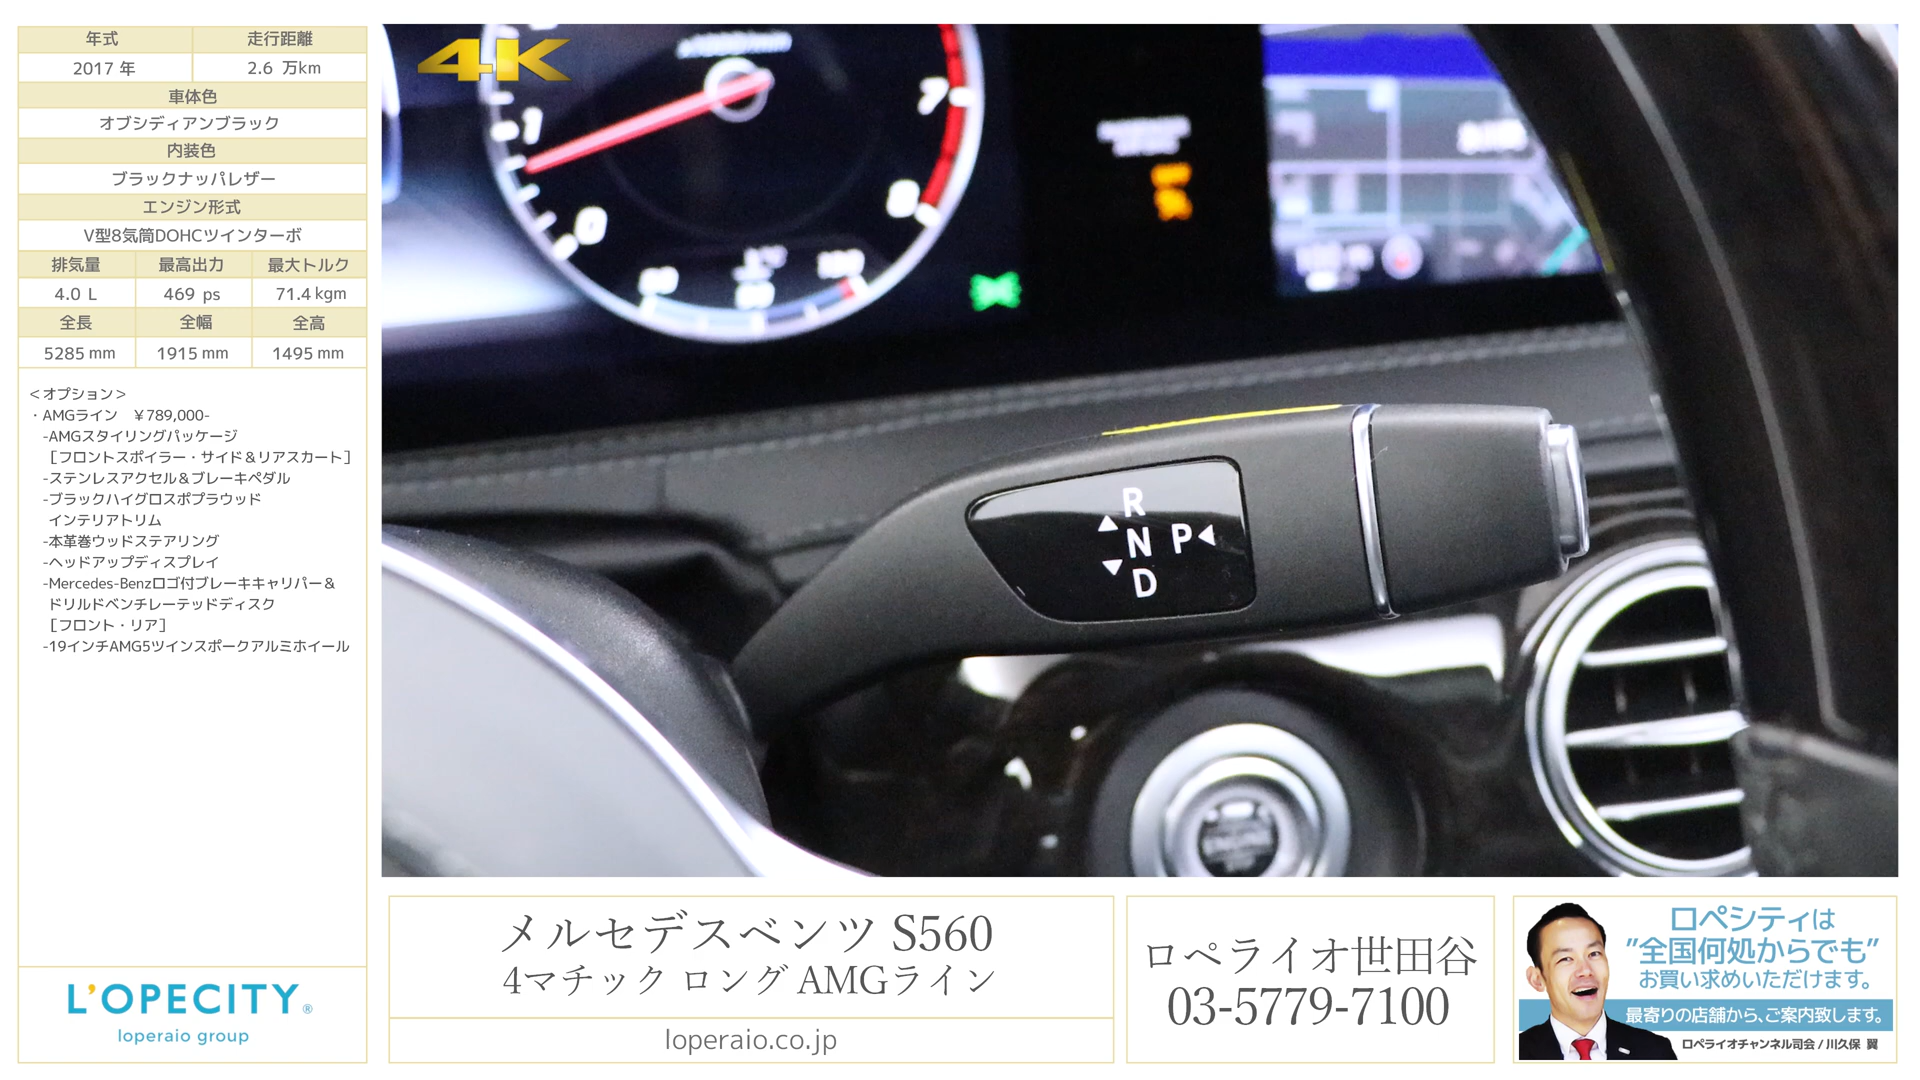 年式 走行距離
2017 年 2.6 万km
車体色
オブシディアンブラック
内装色
ブラックナッパレザー
エンジン形式
V型8気筒DOHCツインターボ
排気量 最高出力 最大トルク
4.0 L 469 ps 71.4 kgm
全長 全幅 全高
5285 mm 1915 mm 1495 mm
＜オプション＞
・AMGライン ￥789,000-
-AMGスタイリングパッケージ
［フロントスポイラー・サイド＆リアスカート］
-ステンレスアクセル＆ブレーキペダル
-ブラックハイグロスポプラウッド
インテリアトリム
-本革巻ウッドステアリング
-ヘッドアップディスプレイ
-Mercedes-Benzロゴ付ブレーキキャリパー＆
ドリルドベンチレーテッドディスク
［フロント・リア］
-19インチAMG5ツインスポークアルミホイール
L'OPECITY®
loperaio group
4K
1
7
0
8
R
N P
D
メルセデスベンツ S560
4マチック ロング AMGライン
loperaio.co.jp
ロペライオ世田谷
03-5779-7100
ロペシティは
"全国何処からでも"
お買い求めいただけます。
最寄りの店舗から、ご案内致します。
ロペライオチャンネル司会 / 川久保 翼